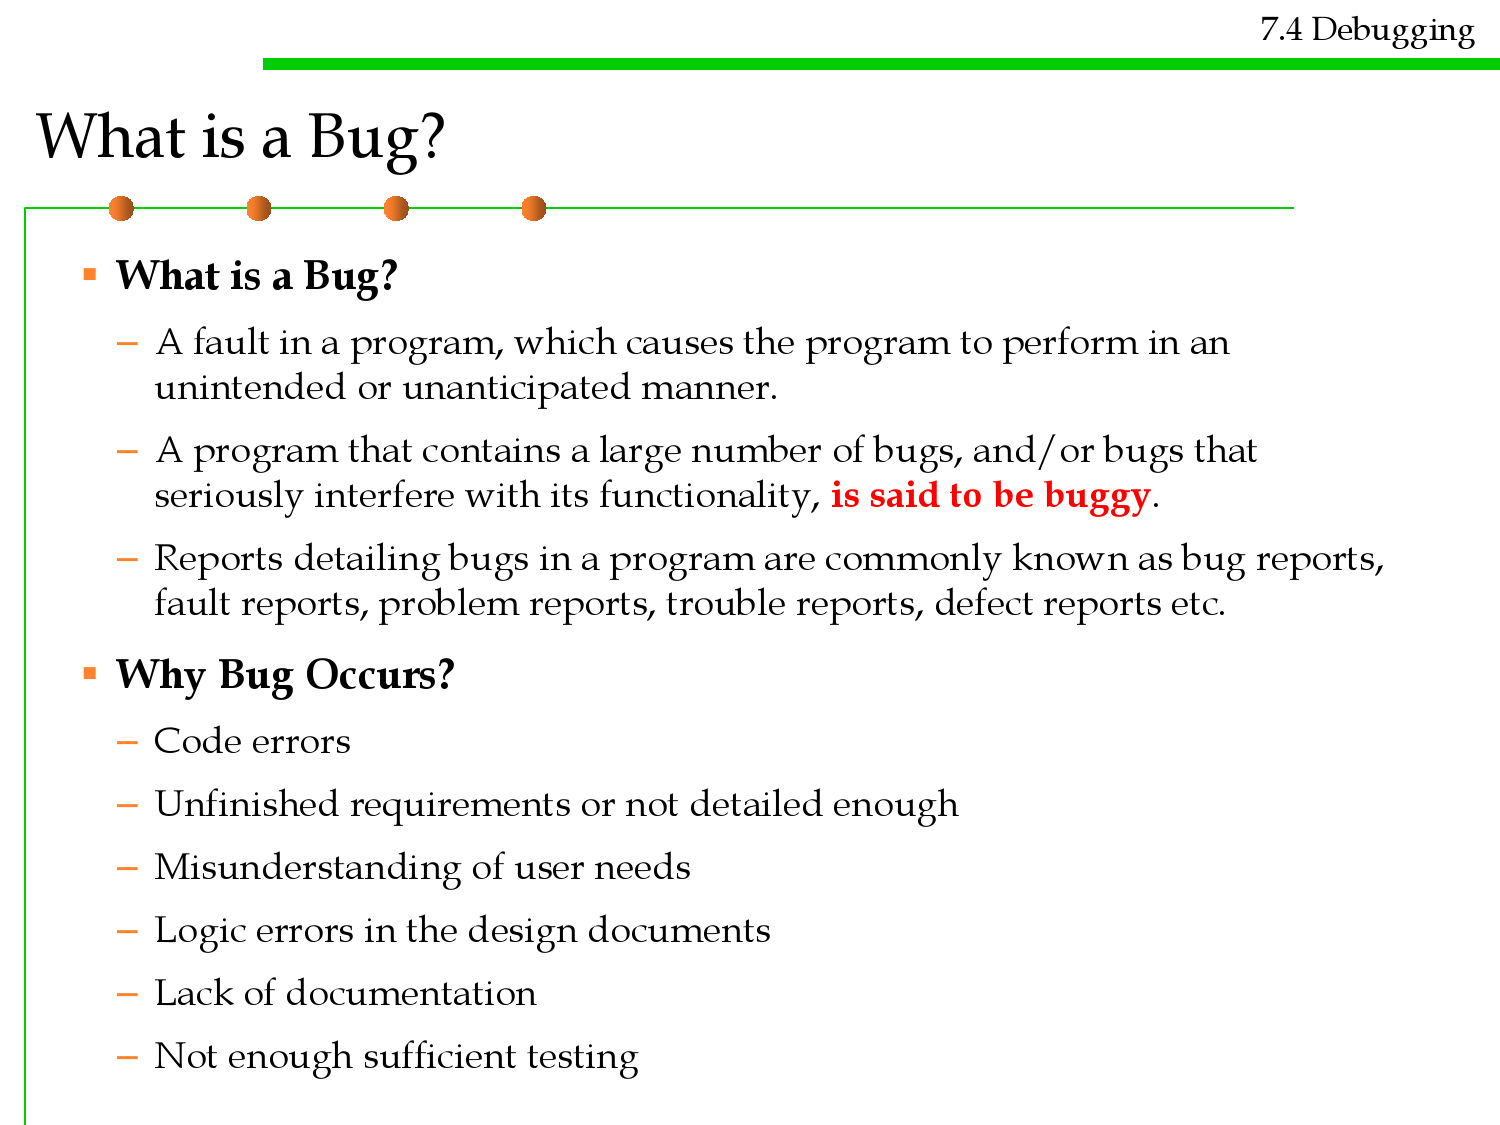 7.4 Debugging
What is a Bug?
What is a Bug?
– A fault in a program, which causes the program to perform in an
unintended or unanticipated manner.
– A program that contains a large number of bugs, and/or bugs that
seriously interfere with its functionality, is said to be buggy.
– Reports detailing bugs in a program are commonly known as bug reports,
fault reports, problem reports, trouble reports, defect reports etc.
Why Bug Occurs?
– Code errors
– Unfinished requirements or not detailed enough
– Misunderstanding of user needs
– Logic errors in the design documents
– Lack of documentation
– Not enough sufficient testing